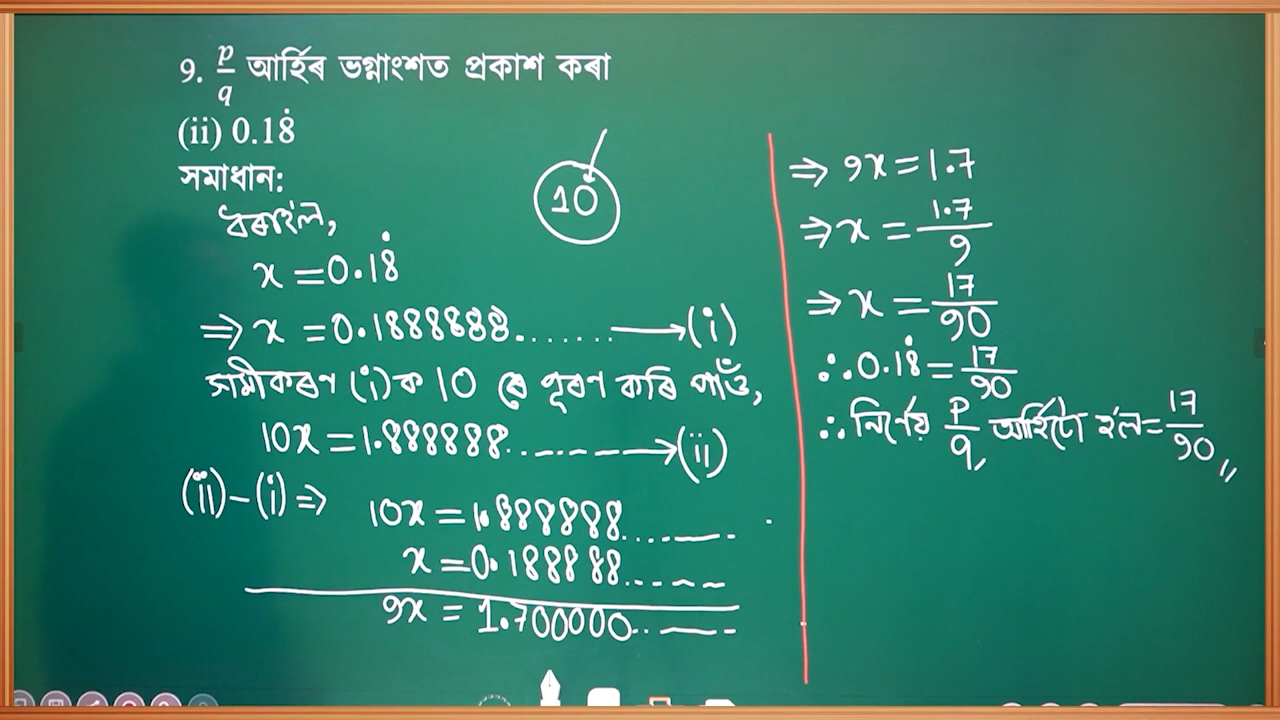 9. p/q আৰ্হিৰ ভগ্নাংশত প্ৰকাশ কৰা
(ii) 0.18̇
সমাধান:
ধৰাহ'ল,
10
x = 0.18̇
⇒ x = 0.1888888....... ⟶ (i)
সমীকৰণ (i)ক 10 ৰে পূৰণ কৰি পাওঁ,
10x = 1.888888....... ⟶ (ii)
(ii) – (i) ⇒ 10x = 1.888888.......
x = 0.188888.......
9x = 1.700000.......
⇒ 9x = 1.7
⇒ x = 1.7/9
⇒ x = 17/90
∴ 0.18̇ = 17/90
∴ নিৰ্ণেয় p/q আৰ্হিটো হ'ল = 17/90,,